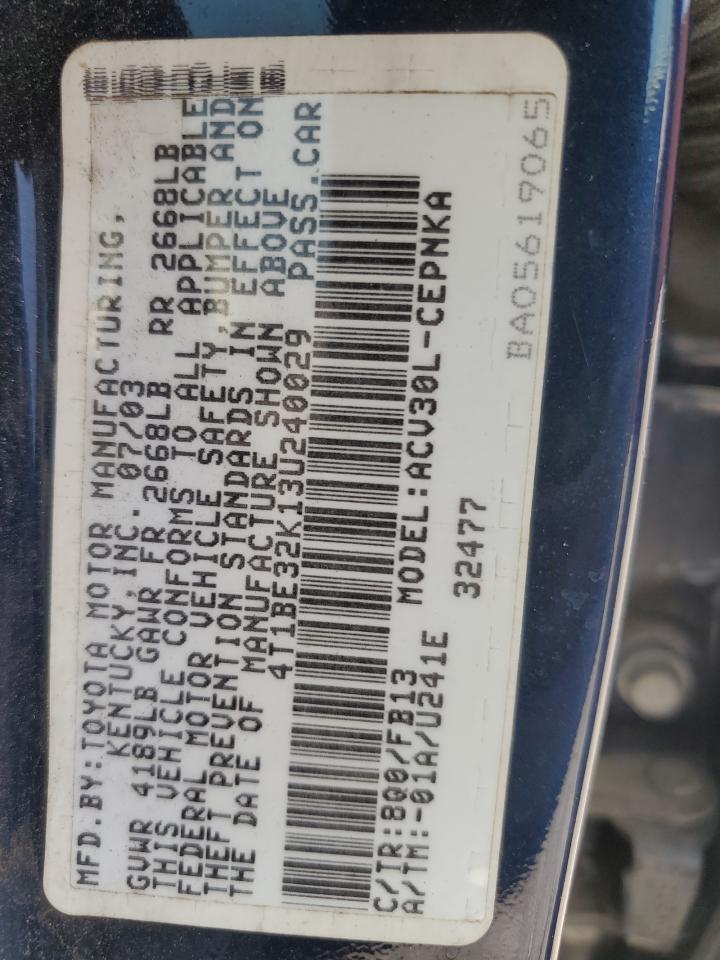 MFD.BY:TOYOTA MOTOR MANUFACTURING,
KENTUCKY,INC. 07/03
GVWR 4189LB GAWR FR 2668LB RR 2668LB
THIS VEHICLE CONFORMS TO ALL APPLICABLE
FEDERAL MOTOR VEHICLE SAFETY,BUMPER AND
THEFT PREVENTION STANDARDS IN EFFECT ON
THE DATE OF MANUFACTURE SHOWN ABOVE
4T1BE32K13U240029 PASS.CAR
C/TR:8Q0/FB13 MODEL:ACV30L-CEPNKA
A/TM:-01A/U241E 32477
BA05619065